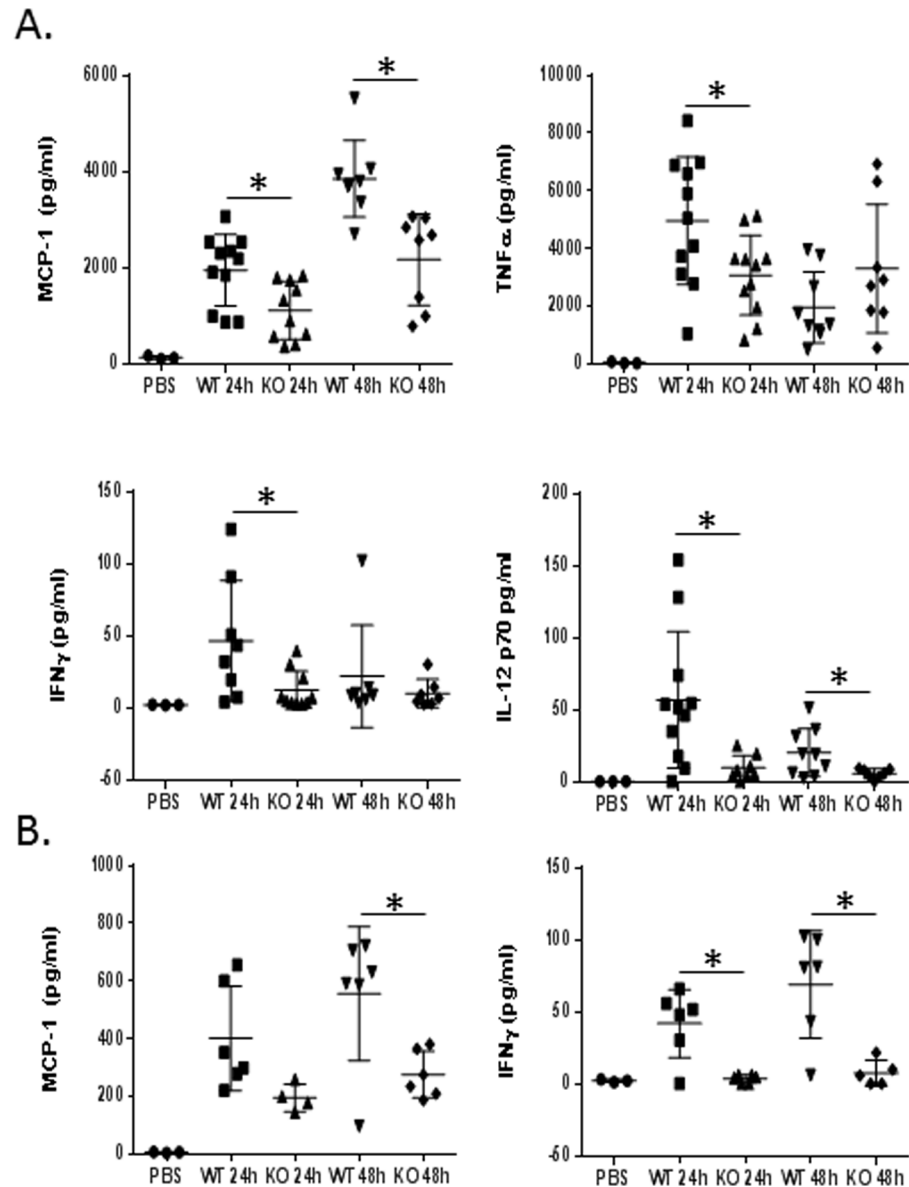 A.
MCP-1 (pg/ml)
6000
4000
2000
0
*
*
PBS WT 24h KO 24h WT 48h KO 48h
TNFα (pg/ml)
10000
8000
6000
4000
2000
0
*
PBS WT 24h KO 24h WT 48h KO 48h
IFNγ (pg/ml)
150
100
50
0
-50
*
PBS WT 24h KO 24h WT 48h KO 48h
IL-12 p70 pg/ml
200
150
100
50
0
*
*
PBS WT 24h KO 24h WT 48h KO 48h
B.
MCP-1 (pg/ml)
1000
800
600
400
200
0
*
PBS WT 24h KO 24h WT 48h KO 48h
IFNγ (pg/ml)
150
100
50
0
-50
*
*
PBS WT 24h KO 24h WT 48h KO 48h